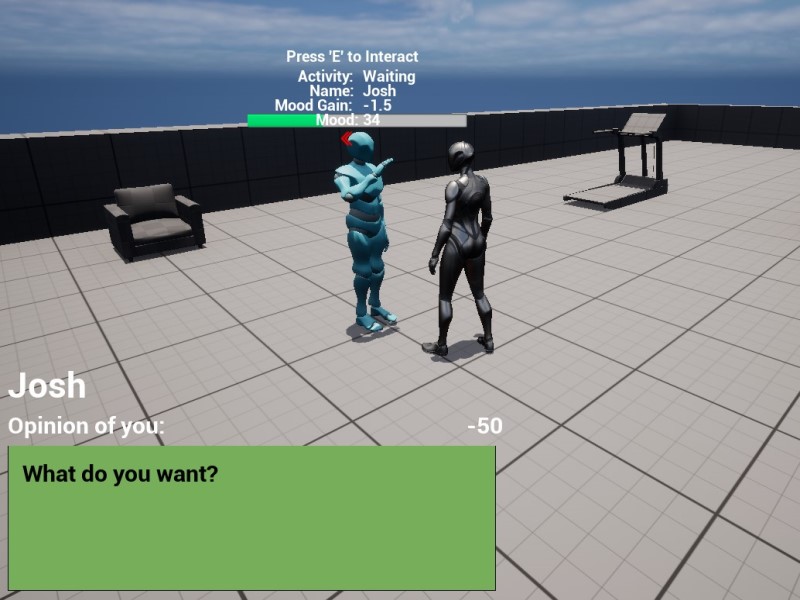 Press 'E' to Interact
Activity: Waiting
Name: Josh
Mood Gain: -1.5
Mood: 34
Josh
Opinion of you: -50
What do you want?